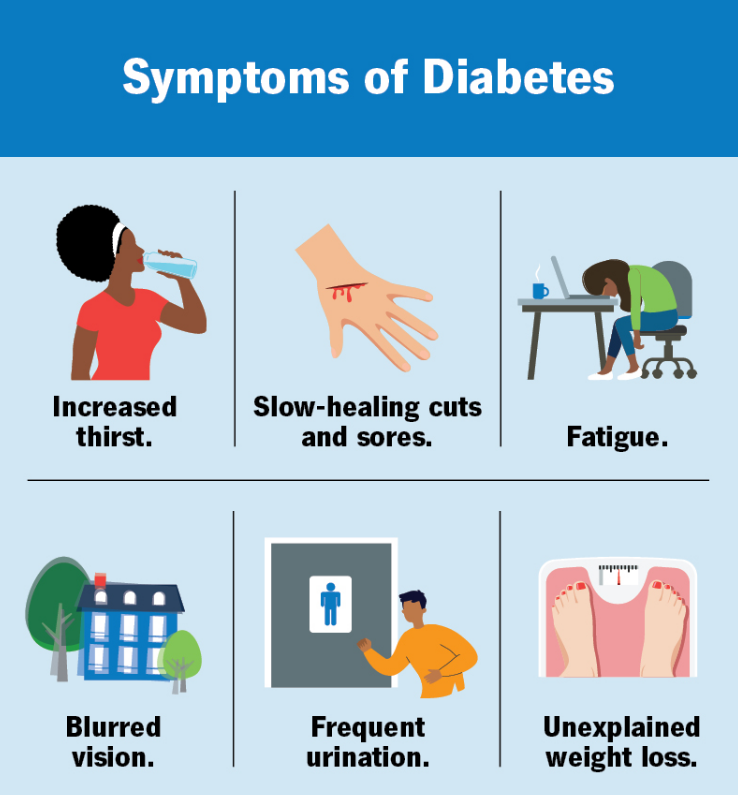 Symptoms of Diabetes
Increased
thirst.
Slow-healing cuts
and sores.
Fatigue.
Blurred
vision.
Frequent
urination.
Unexplained
weight loss.